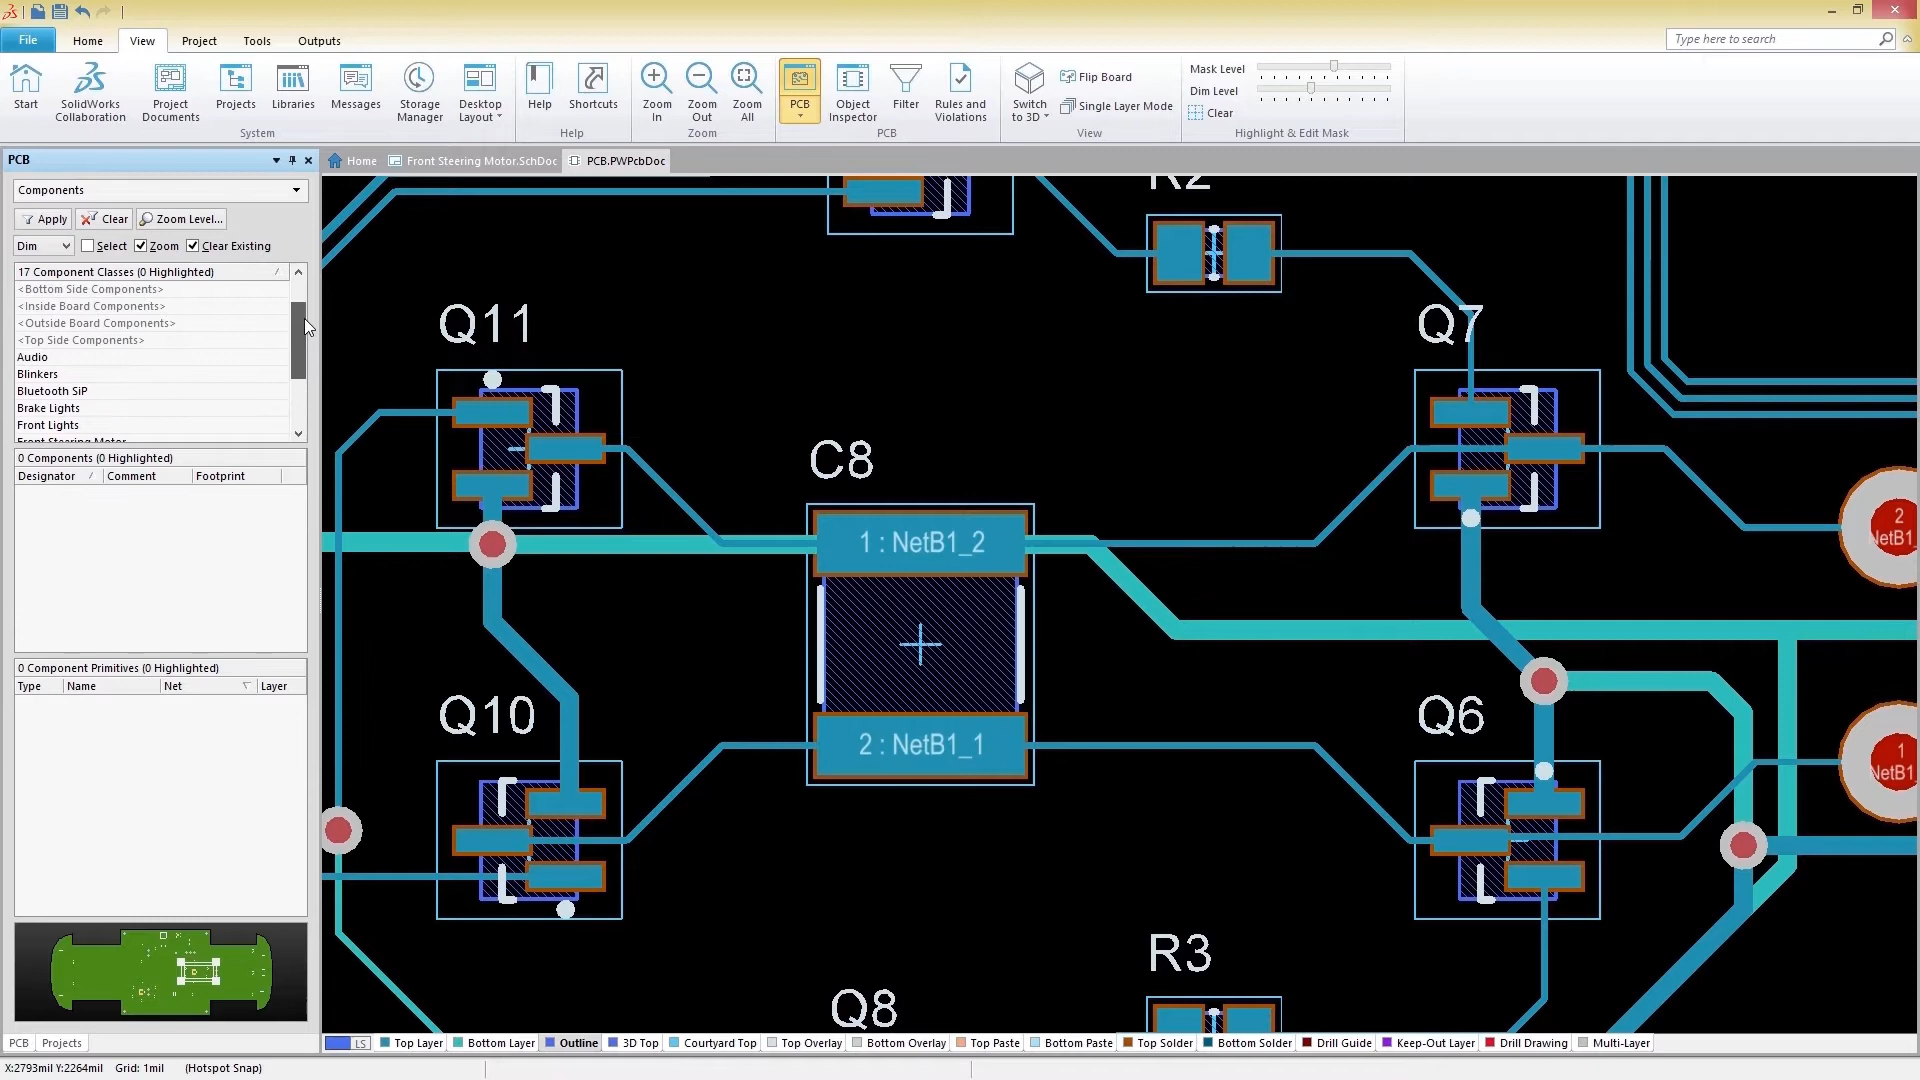 File Home View Project Tools Outputs
Type here to search
Start SolidWorks Collaboration Project Documents Projects Libraries Messages Storage Manager Desktop Layout
System
Help Shortcuts
Help
Zoom In Zoom Out Zoom All
Zoom
PCB Object Inspector Filter Rules and Violations
PCB
Switch to 3D Flip Board
Single Layer Mode
View
Mask Level
Dim Level
Clear
Highlight & Edit Mask
PCB
Home Front Steering Motor.SchDoc PCB.PWPcbDoc
Components
Apply Clear Zoom Level...
Dim Select Zoom Clear Existing
17 Component Classes (0 Highlighted)
<Bottom Side Components>
<Inside Board Components>
<Outside Board Components>
<Top Side Components>
Audio
Blinkers
Bluetooth SiP
Brake Lights
Front Lights
Front Steering Motor
0 Components (0 Highlighted)
Designator Comment Footprint
0 Component Primitives (0 Highlighted)
Type Name Net Layer
R2
Q11
Q7
C8
1 : NetB1_2
2
NetB1_
2 : NetB1_1
Q10
Q6
1
NetB1_
R3
Q8
PCB Projects
LS Top Layer Bottom Layer Outline 3D Top Courtyard Top Top Overlay Bottom Overlay Top Paste Bottom Paste Top Solder Bottom Solder Drill Guide Keep-Out Layer Drill Drawing Multi-Layer
X:2793mil Y:2264mil Grid: 1mil (Hotspot Snap)